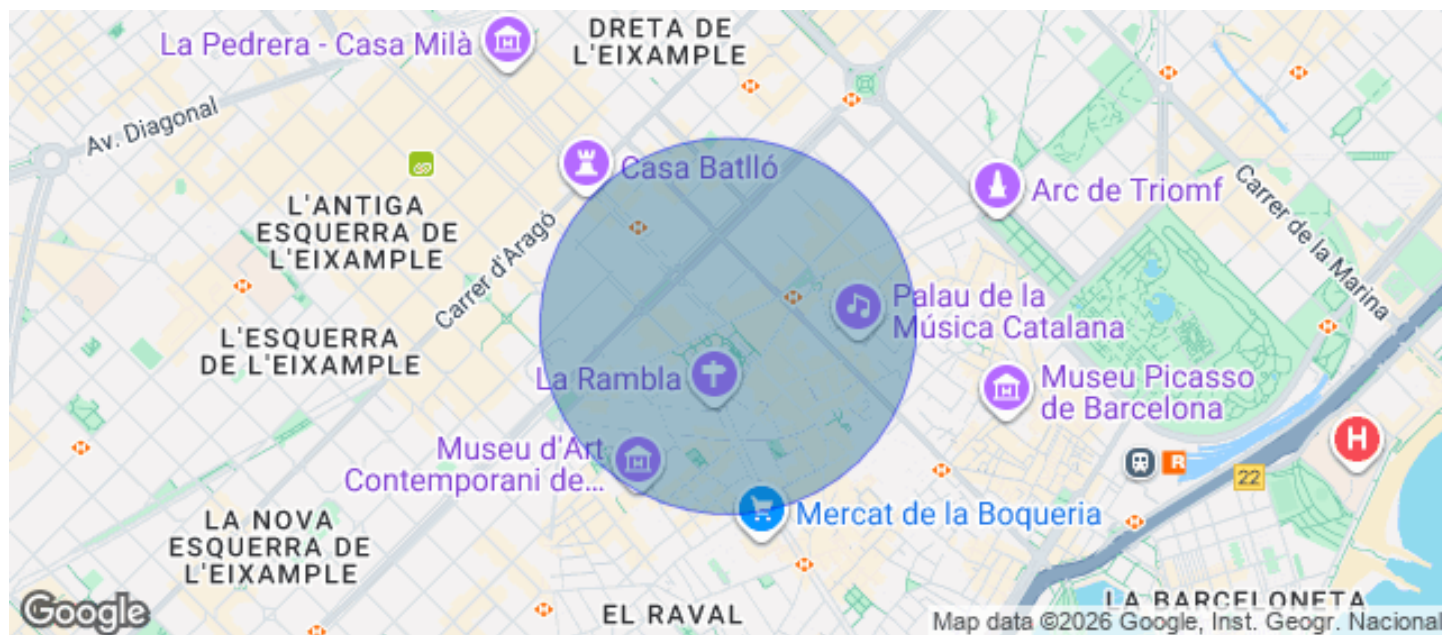 La Pedrera - Casa Milà
DRETA DE
L'EIXAMPLE
Av. Diagonal
Casa Batlló
Arc de Triomf
Carrer de la Marina
L'ANTIGA
ESQUERRA DE
L'EIXAMPLE
Carrer d'Aragó
Palau de la
Música Catalana
L'ESQUERRA
DE L'EIXAMPLE
La Rambla
Museu Picasso
de Barcelona
H
Museu d'Art
Contemporani de...
R
22
Mercat de la Boqueria
LA NOVA
ESQUERRA DE
L'EIXAMPLE
EL RAVAL
LA BARCELONETA
Google
Map data ©2026 Google, Inst. Geogr. Nacional